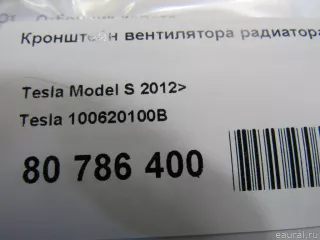 Кронштейн вентилятора радиатора
Tesla Model S 2012>
Tesla 100620100B
80 786 400
eaural.ru